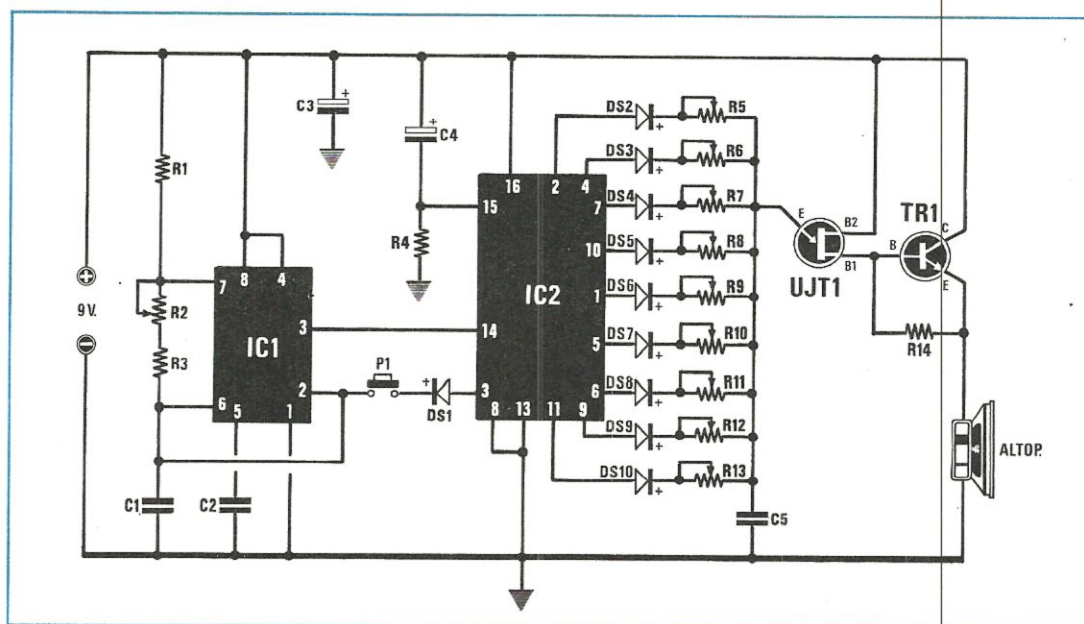 C3
+
R1
+
C4
15
R4
16
2
4
7
10
1
5
6
9
11
3
8
13
14
IC2
DS2
+
R5
DS3
+
R6
DS4
+
R7
DS5
+
R8
DS6
+
R9
DS7
+
R10
DS8
+
R11
DS9
+
R12
DS10
+
R13
E
B2
B1
UJT1
TR1
B
C
E
R14
ALTOP.
+
9V.
-
7
8
4
R2
IC1
3
R3
6
5
1
2
P1
+
DS1
C1
C2
C5